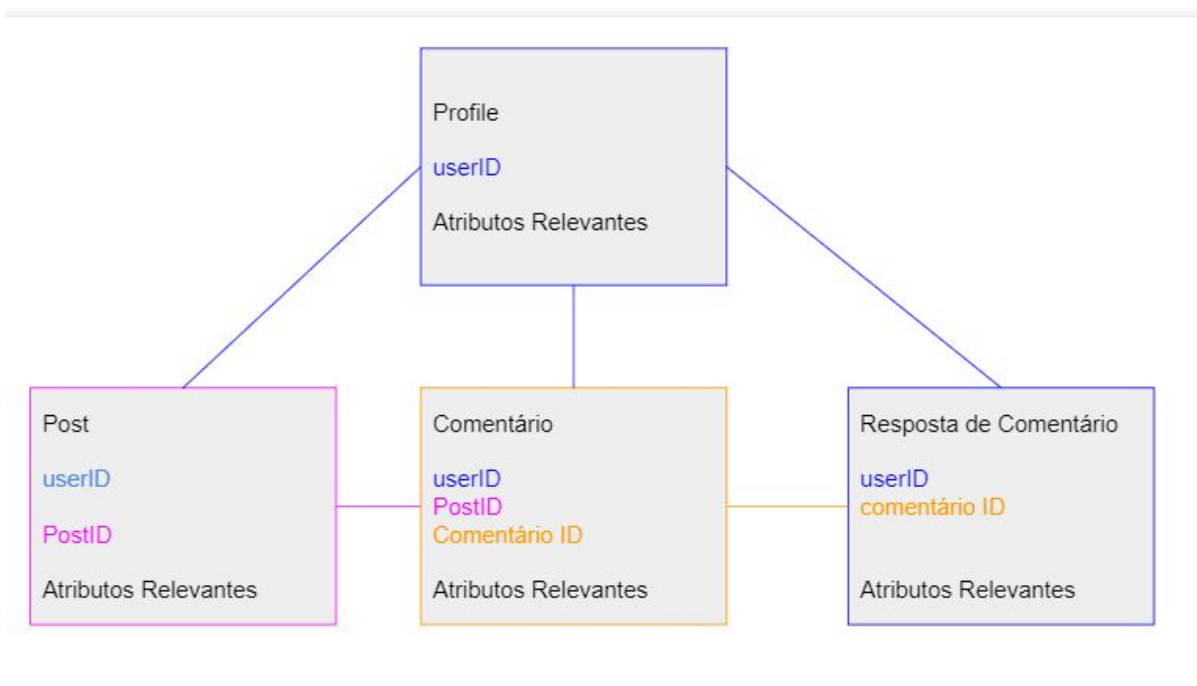 Profile
userID
Atributos Relevantes
Post
userID
PostID
Atributos Relevantes
Comentário
userID
PostID
Comentário ID
Atributos Relevantes
Resposta de Comentário
userID
comentário ID
Atributos Relevantes